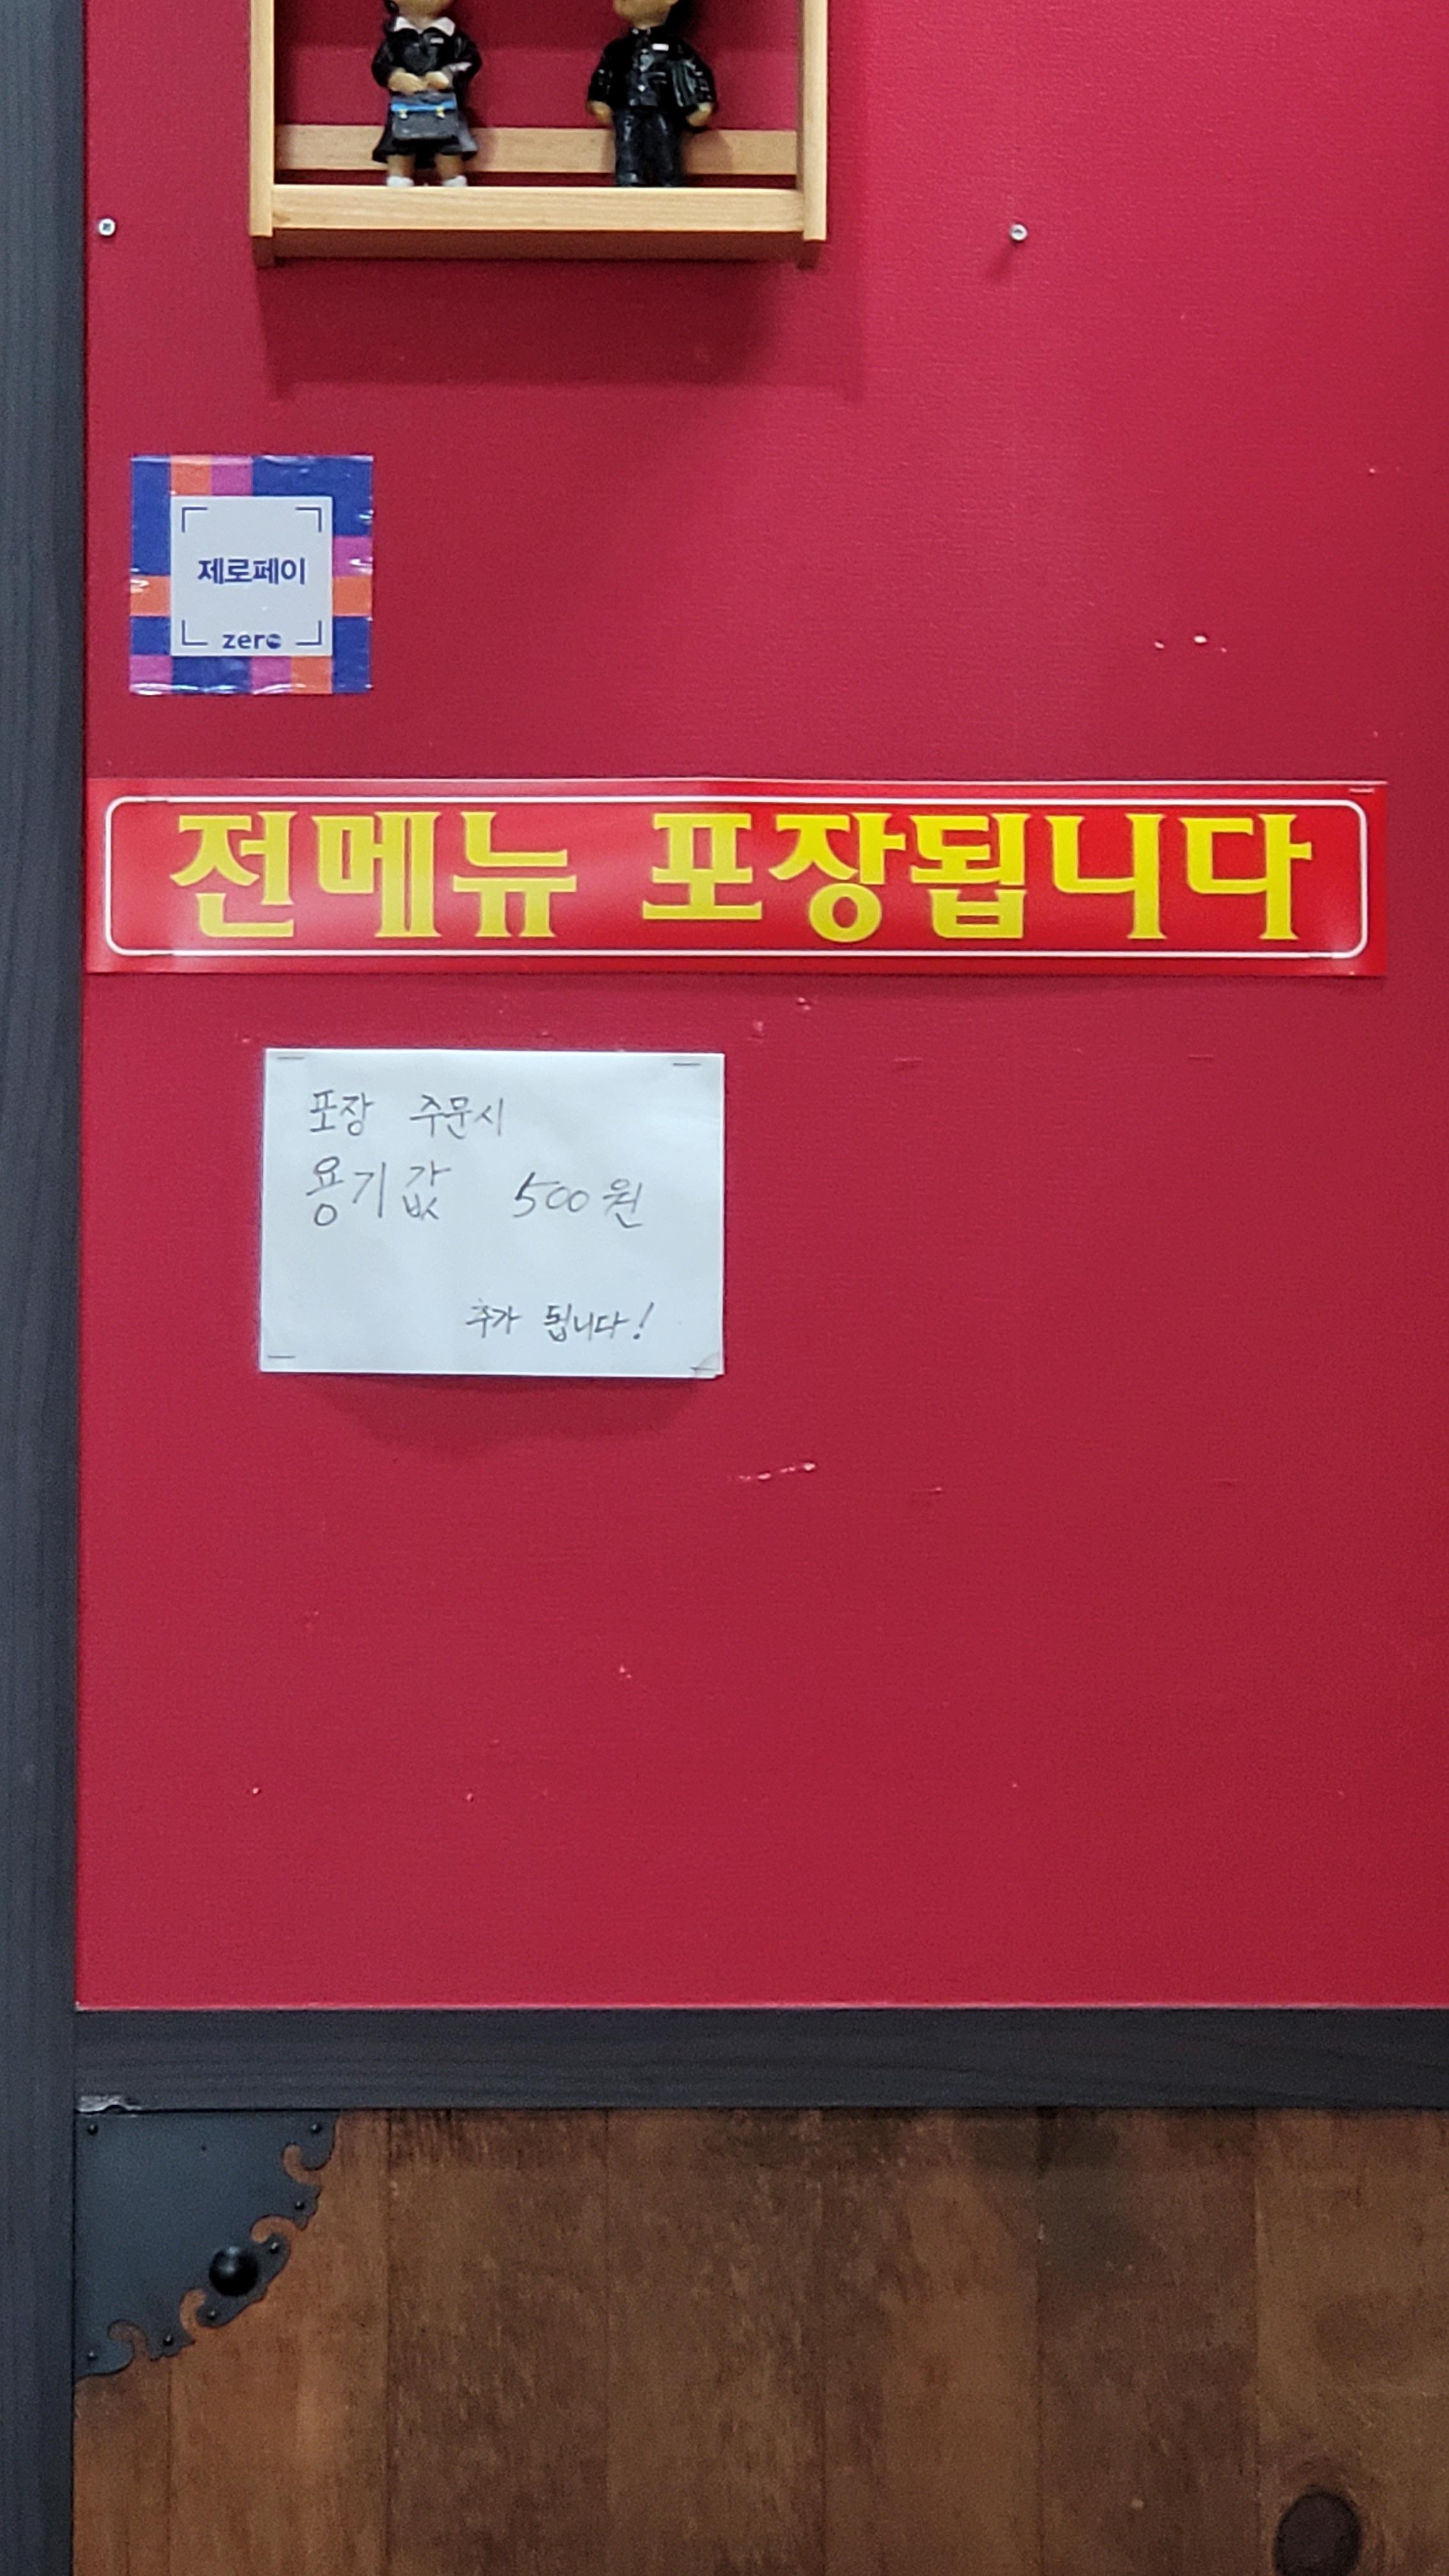 제로페이
zero
전메뉴 포장됩니다
포장 주문시
용기값 500원
추가 됩니다!